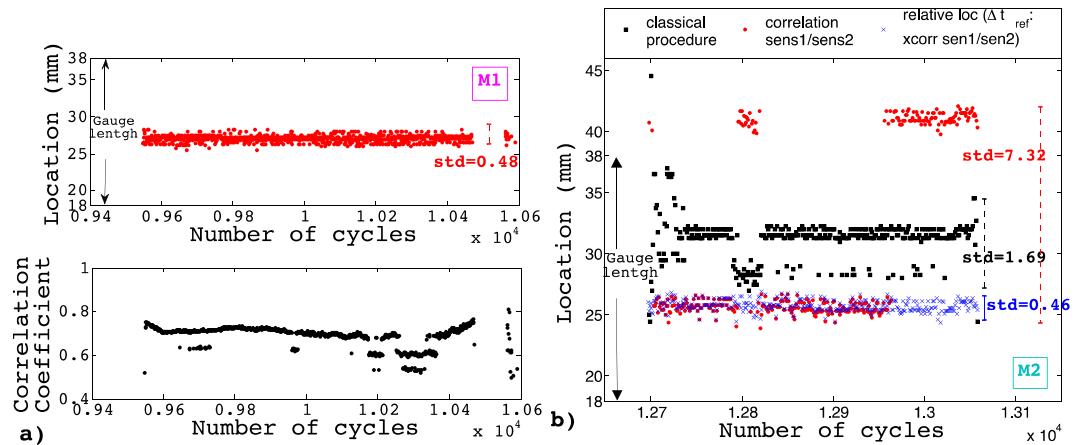 38
35
30
25
20
18
Location (mm)
Gauge
lentgh
M1
std=0.48
0.94
0.96
0.98
1
1.02
1.04
1.06
Number of cycles
x 10^4
1
0.8
0.6
0.4
Correlation
Coefficient
0.94
0.96
0.98
1
1.02
1.04
1.06
Number of cycles
x 10^4
a)
classical
procedure
correlation
sens1/sens2
relative loc (Δ t ref:
xcorr sen1/sen2)
45
40
38
35
30
25
20
18
Location (mm)
Gauge
lentgh
std=7.32
std=1.69
std=0.46
M2
1.27
1.28
1.29
1.3
1.31
Number of cycles
x 10^4
b)